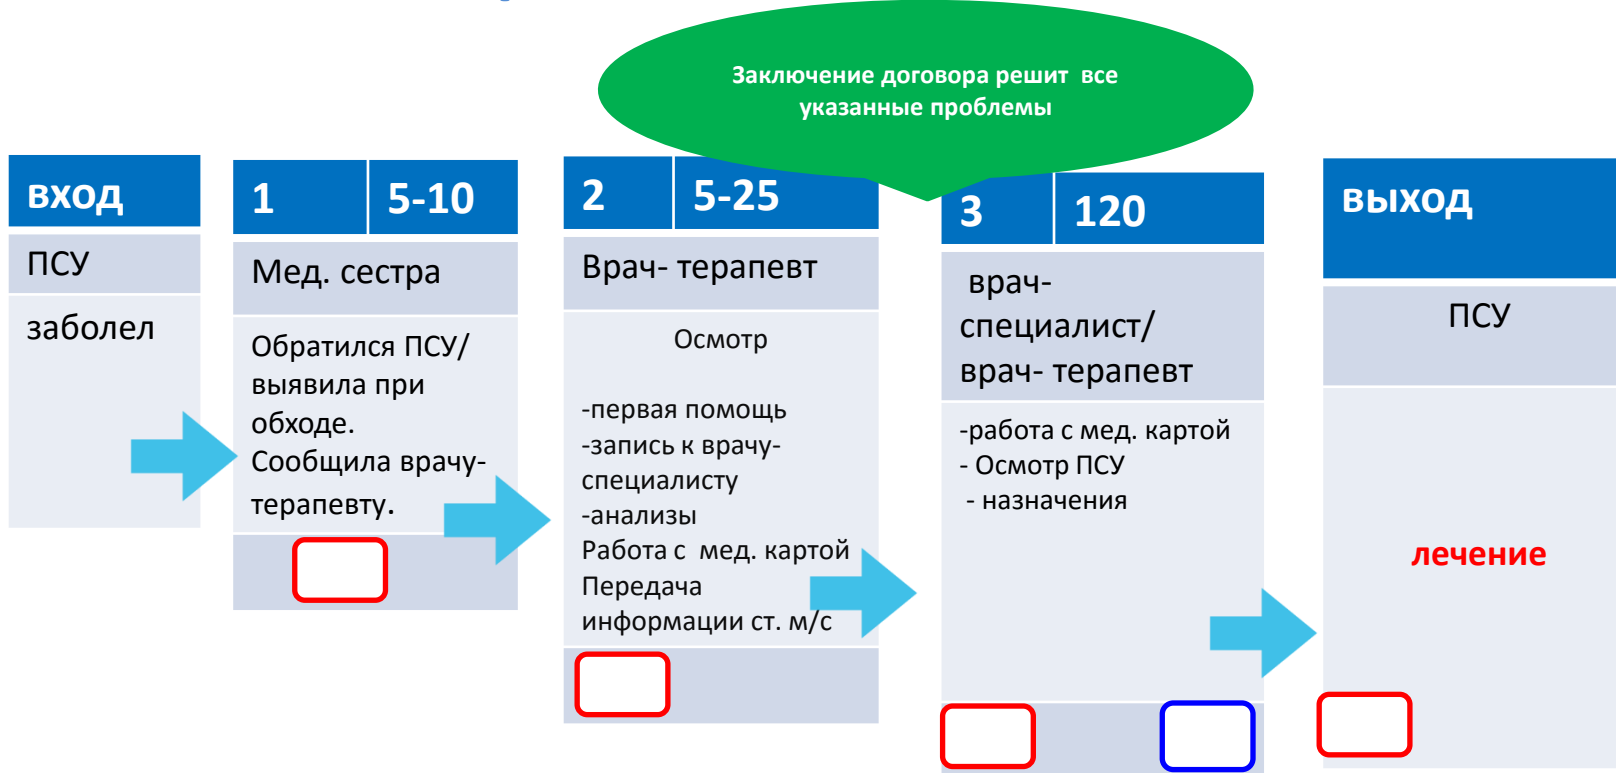 Заключение договора решит все
указанные проблемы
вход
ПСУ
заболел
1 5-10
Мед. сестра
Обратился ПСУ/
выявила при
обходе.
Сообщила врачу-
терапевту.
2 5-25
Врач- терапевт
Осмотр
-первая помощь
-запись к врачу-
специалисту
-анализы
Работа с мед. картой
Передача
информации ст. м/с
3 120
врач-
специалист/
врач- терапевт
-работа с мед. картой
- Осмотр ПСУ
- назначения
выход
ПСУ
лечение